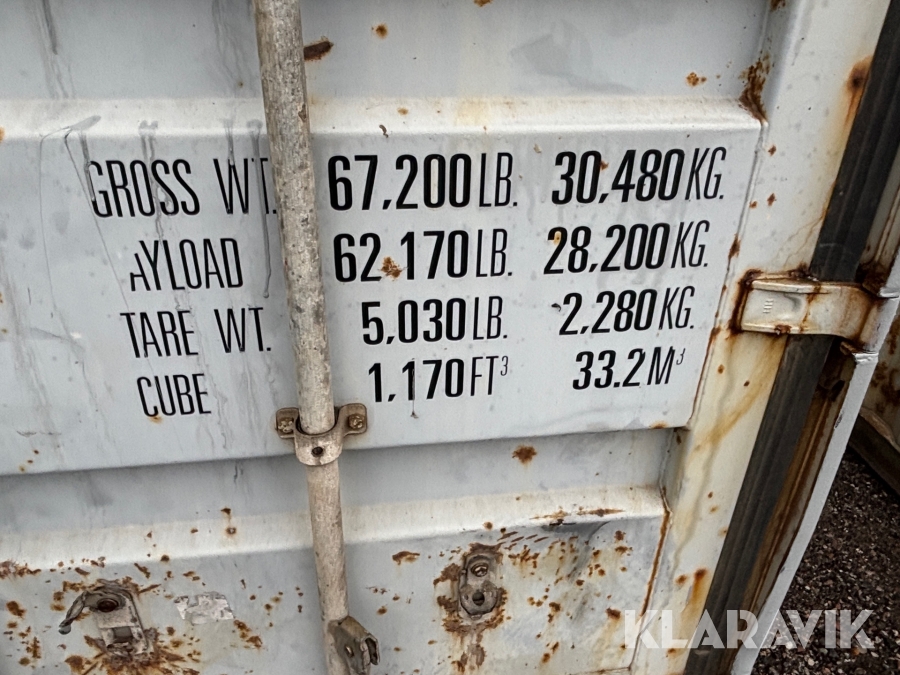 GROSS WT. 67,200 LB. 30,480 KG.
AYLOAD 62,170 LB. 28,200 KG.
TARE WT. 5,030 LB. 2,280 KG.
CUBE 1,170 FT³ 33.2 M³
KLARAVIK